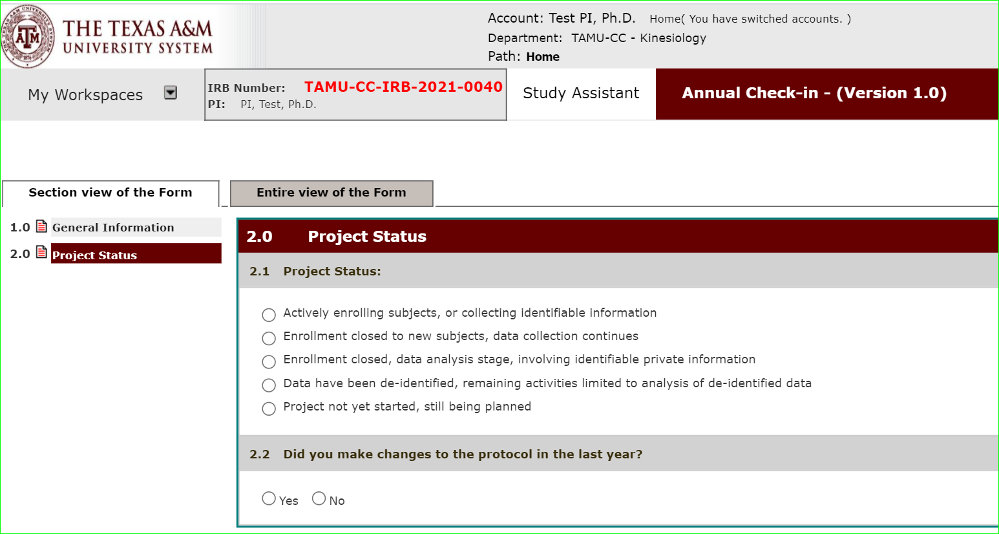 THE TEXAS A&M
UNIVERSITY SYSTEM
Account: Test PI, Ph.D. Home( You have switched accounts. )
Department: TAMU-CC - Kinesiology
Path: Home
My Workspaces
IRB Number: TAMU-CC-IRB-2021-0040
PI: PI, Test, Ph.D.
Study Assistant
Annual Check-in - (Version 1.0)
Section view of the Form
Entire view of the Form
1.0 General Information
2.0 Project Status
2.0 Project Status
2.1 Project Status:
Actively enrolling subjects, or collecting identifiable information
Enrollment closed to new subjects, data collection continues
Enrollment closed, data analysis stage, involving identifiable private information
Data have been de-identified, remaining activities limited to analysis of de-identified data
Project not yet started, still being planned
2.2 Did you make changes to the protocol in the last year?
Yes No